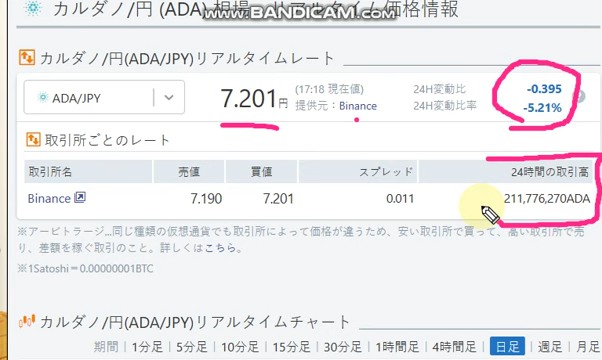 カルダノ/円 (ADA) 相場 - リアルタイム価格情報
www.BANDICAM.com
カルダノ/円(ADA/JPY)リアルタイムレート
ADA/JPY
7.201円
(17:18 現在値)
提供元：Binance
24H変動比 -0.395
24H変動比率 -5.21%
取引所ごとのレート
取引所名 売値 買値 スプレッド 24時間の取引高
Binance 7.190 7.201 0.011 211,776,270ADA
※アービトラージ...同じ種類の仮想通貨でも取引所によって価格が違うため、安い取引所で買って、高い取引所で売
り、差額を稼ぐ取引のこと。詳しくはこちら。
※1Satoshi＝0.00000001BTC
カルダノ/円(ADA/JPY)リアルタイムチャート
期間｜1分足｜5分足｜10分足｜15分足｜30分足｜1時間足｜4時間足｜日足｜週足｜月足